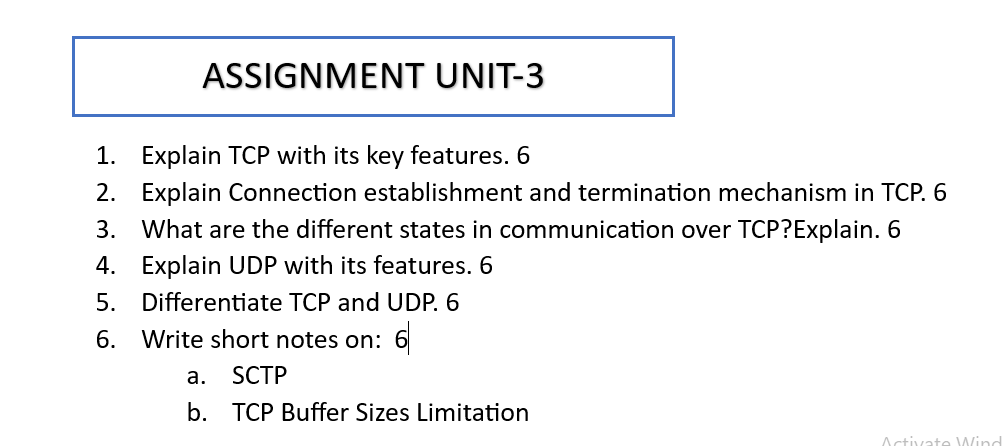 ASSIGNMENT UNIT-3
1. Explain TCP with its key features. 6
2. Explain Connection establishment and termination mechanism in TCP. 6
3. What are the different states in communication over TCP?Explain. 6
4. Explain UDP with its features. 6
5. Differentiate TCP and UDP. 6
6. Write short notes on:  6
a. SCTP
b. TCP Buffer Sizes Limitation
Activate Wind